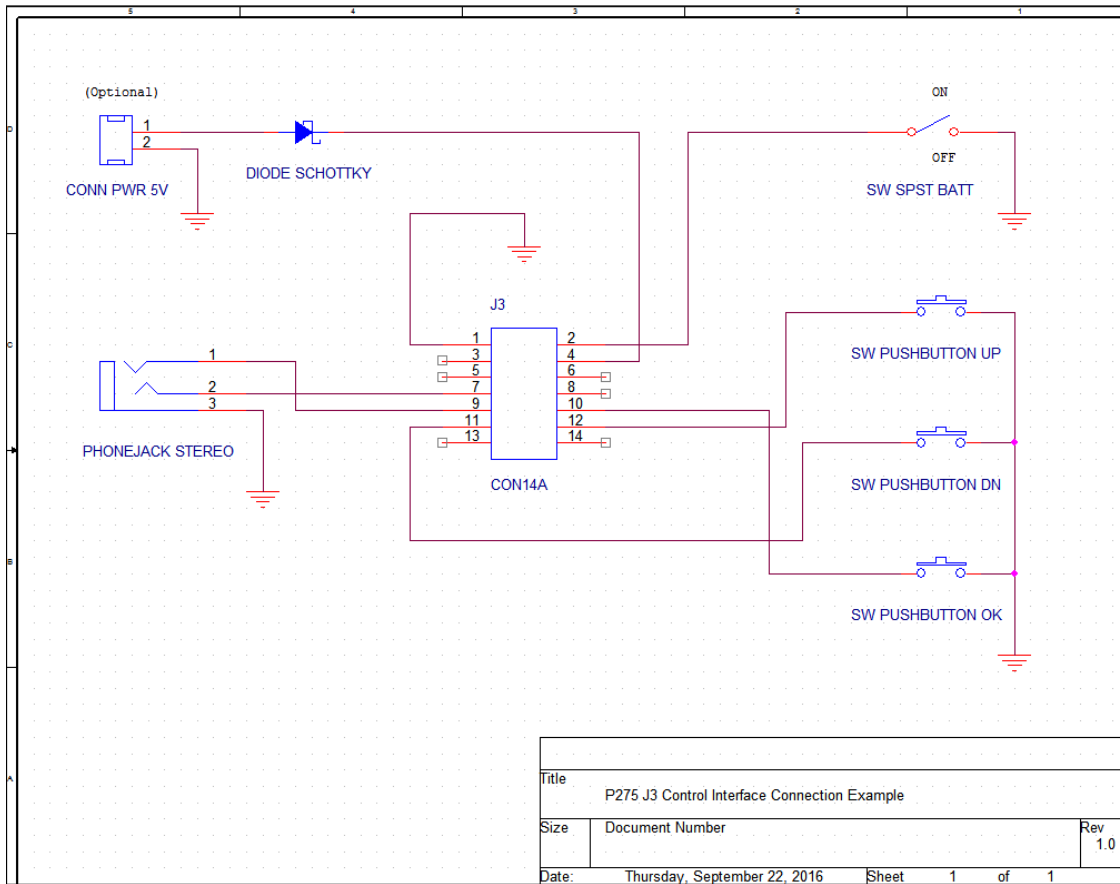 5 4 3 2 1
D
(Optional)
1
2
CONN PWR 5V
DIODE SCHOTTKY
ON
OFF
SW SPST BATT
C
J3
1 2
3 4
5 6
7 8
9 10
11 12
13 14
CON14A
1
2
3
PHONEJACK STEREO
SW PUSHBUTTON UP
SW PUSHBUTTON DN
B
SW PUSHBUTTON OK
A
Title
P275 J3 Control Interface Connection Example
Size Document Number Rev
1.0
Date: Thursday, September 22, 2016 Sheet 1 of 1